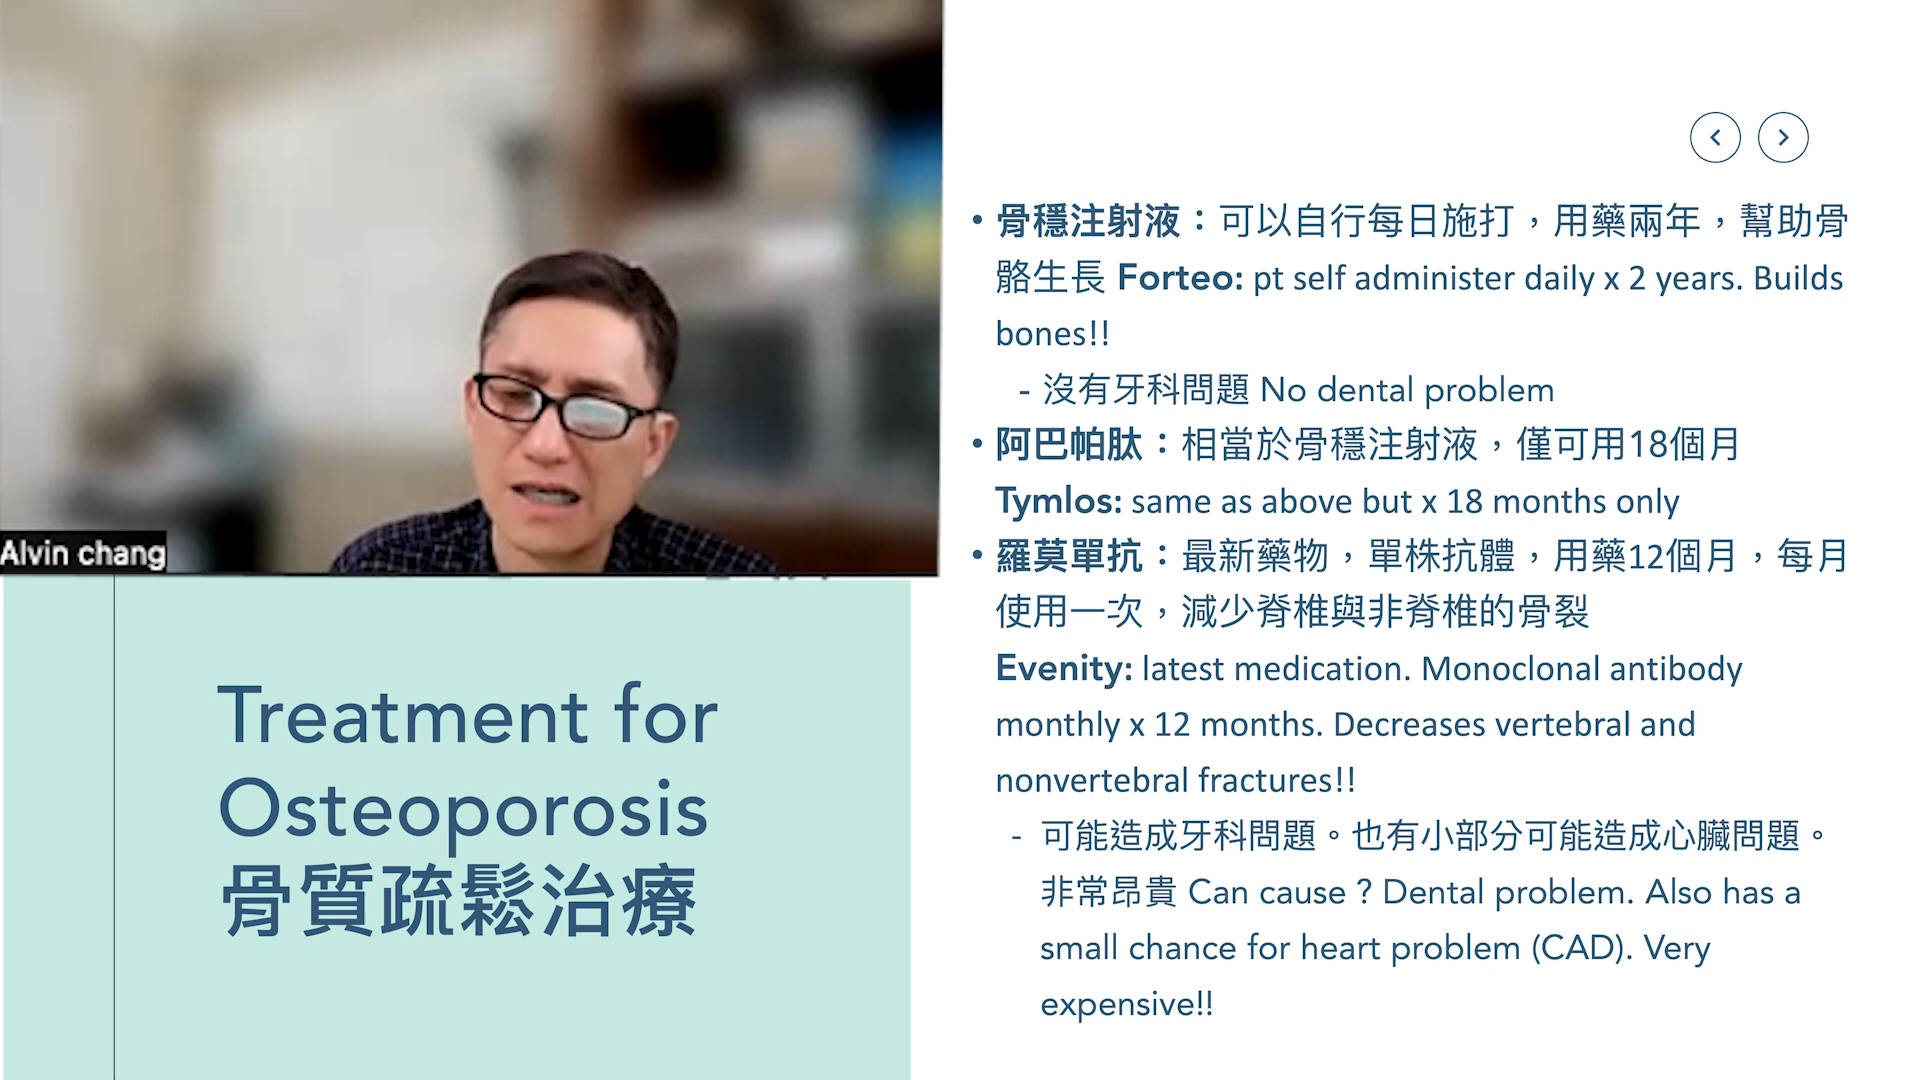 Alvin chang
Treatment for
Osteoporosis
骨質疏鬆治療
• 骨穩注射液：可以自行每日施打，用藥兩年，幫助骨
骼生長 Forteo: pt self administer daily x 2 years. Builds
bones!!
- 沒有牙科問題 No dental problem
• 阿巴帕肽：相當於骨穩注射液，僅可用18個月
Tymlos: same as above but x 18 months only
• 羅莫單抗：最新藥物，單株抗體，用藥12個月，每月
使用一次，減少脊椎與非脊椎的骨裂
Evenity: latest medication. Monoclonal antibody
monthly x 12 months. Decreases vertebral and
nonvertebral fractures!!
- 可能造成牙科問題。也有小部分可能造成心臟問題。
非常昂貴 Can cause ? Dental problem. Also has a
small chance for heart problem (CAD). Very
expensive!!